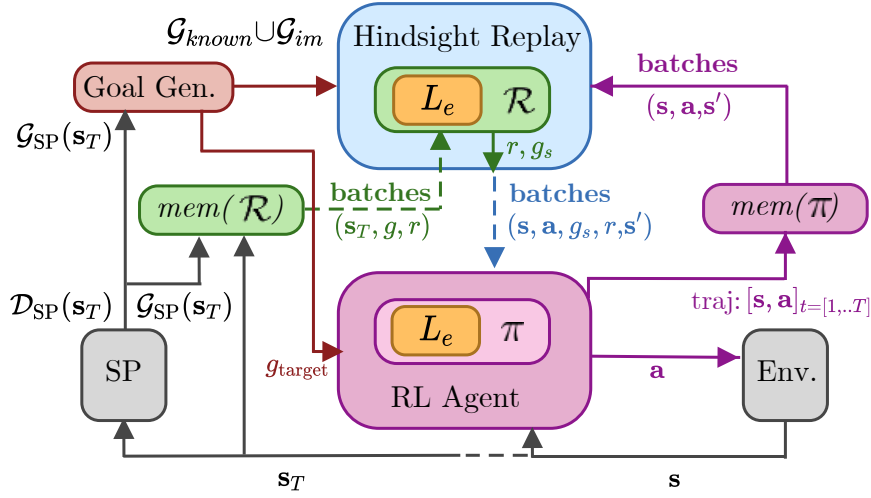 𝒢_known ∪ 𝒢_im
Hindsight Replay
batches
(s, a,s′)
Goal Gen.
L_e ℛ
𝒢_SP(s_T)
r, g_s
mem(ℛ)
batches
(s_T, g, r)
batches
(s, a, g_s, r,s′)
mem(π)
𝒟_SP(s_T)
𝒢_SP(s_T)
traj: [s, a]_t=[1,..T]
L_e π
SP
g_target
a
Env.
RL Agent
s_T
s